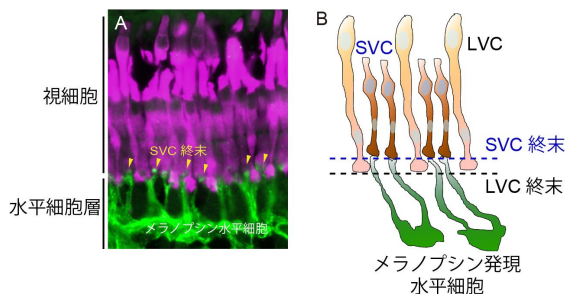 A
視細胞
SVC 終末
水平細胞層
メラノプシン水平細胞
B
SVC
LVC
SVC 終末
LVC 終末
メラノプシン発現
水平細胞